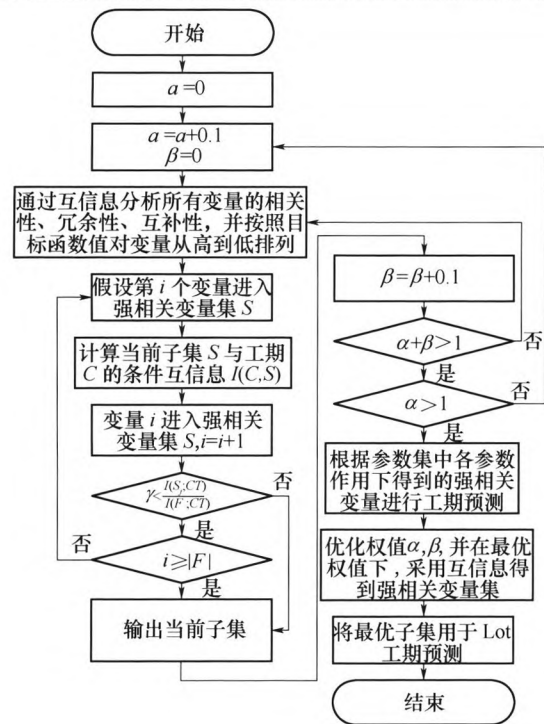 开始
a=0
a=a+0.1
β=0
通过互信息分析所有变量的相关
性、冗余性、互补性，并按照目
标函数值对变量从高到低排列
假设第 i 个变量进入
强相关变量集 S
计算当前子集 S 与工期
C 的条件互信息 I(C,S)
变量 i 进入强相关
变量集 S,i=i+1
γ<I(S;CT)/I(F;CT)
否
是
否
i≥|F|
是
输出当前子集
β=β+0.1
α+β>1
否
是
否
α>1
是
根据参数集中各参数
作用下得到的强相关
变量进行工期预测
优化权值α,β,并在最优
权值下,采用互信息得
到强相关变量集
将最优子集用于 Lot
工期预测
结束